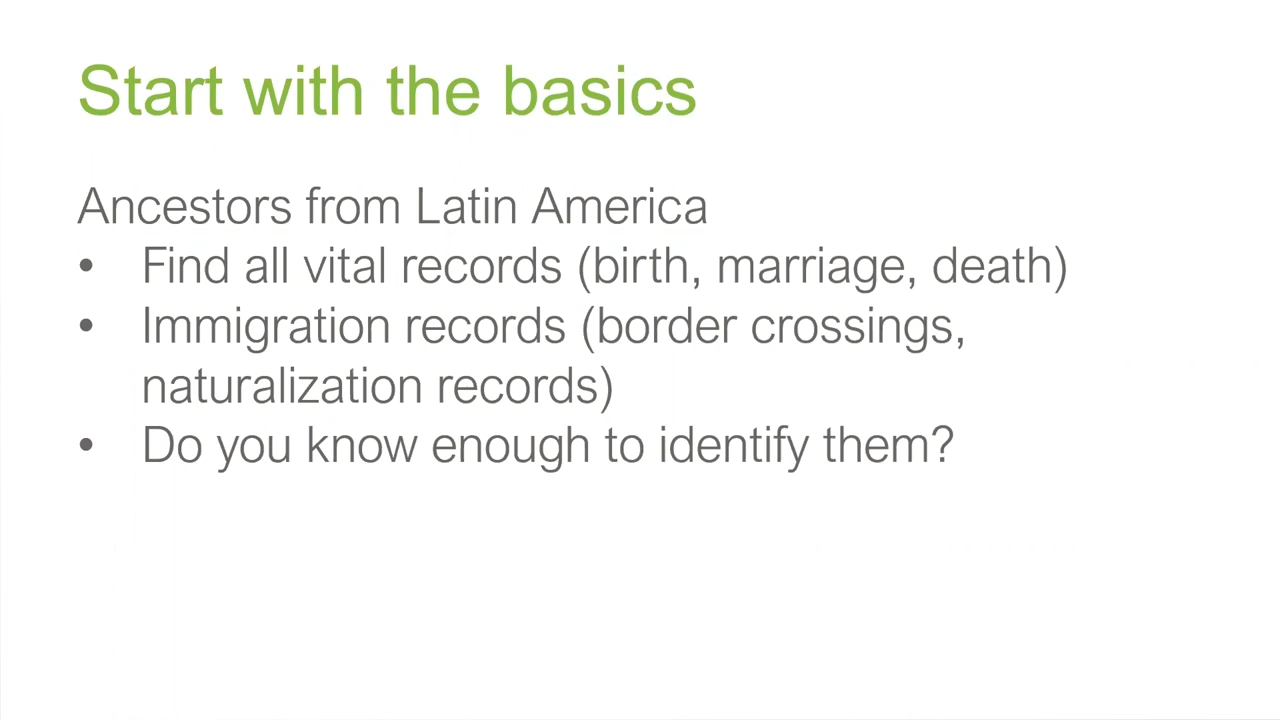 Start with the basics
Ancestors from Latin America
• Find all vital records (birth, marriage, death)
• Immigration records (border crossings,
naturalization records)
• Do you know enough to identify them?